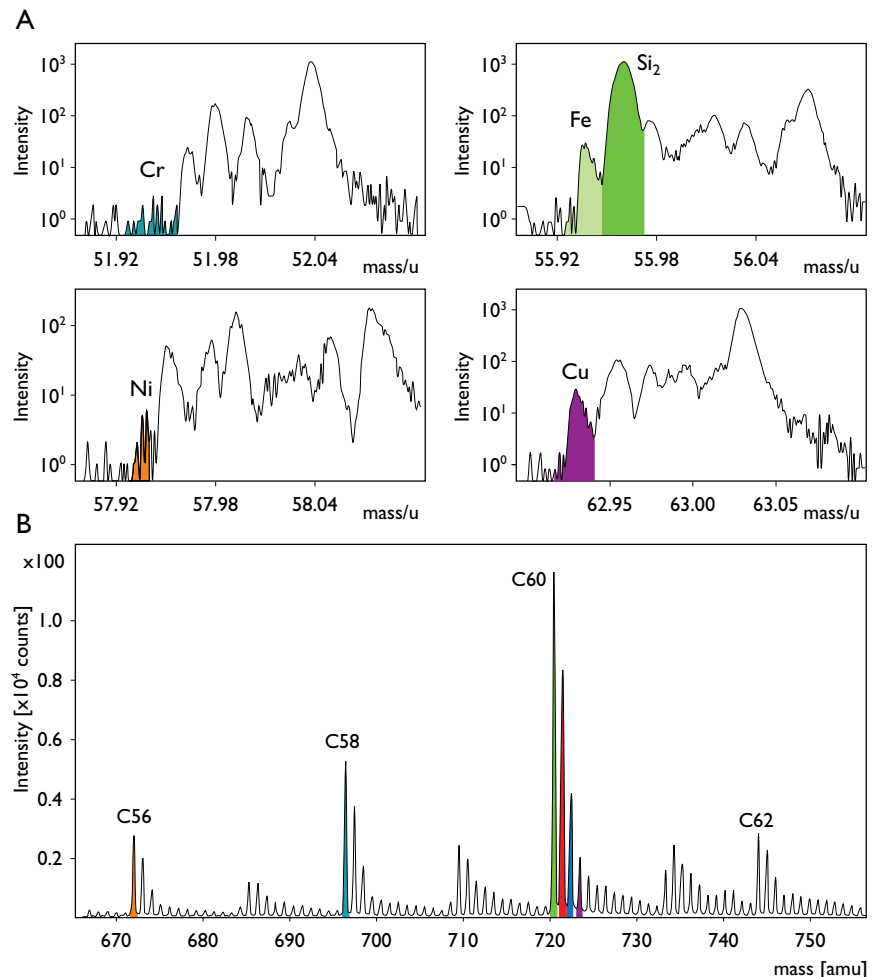 A
Intensity
10³
10²
10¹
10⁰
Cr
51.92 51.98 52.04 mass/u
Intensity
10³
10²
10¹
10⁰
Fe
Si₂
55.92 55.98 56.04 mass/u
Intensity
10²
10¹
10⁰
Ni
57.92 57.98 58.04 mass/u
Intensity
10³
10²
10¹
10⁰
Cu
62.95 63.00 63.05 mass/u
B
x100
Intensity [x10⁴ counts]
1.0
0.8
0.6
0.4
0.2
C56
C58
C60
C62
670 680 690 700 710 720 730 740 750
mass [amu]